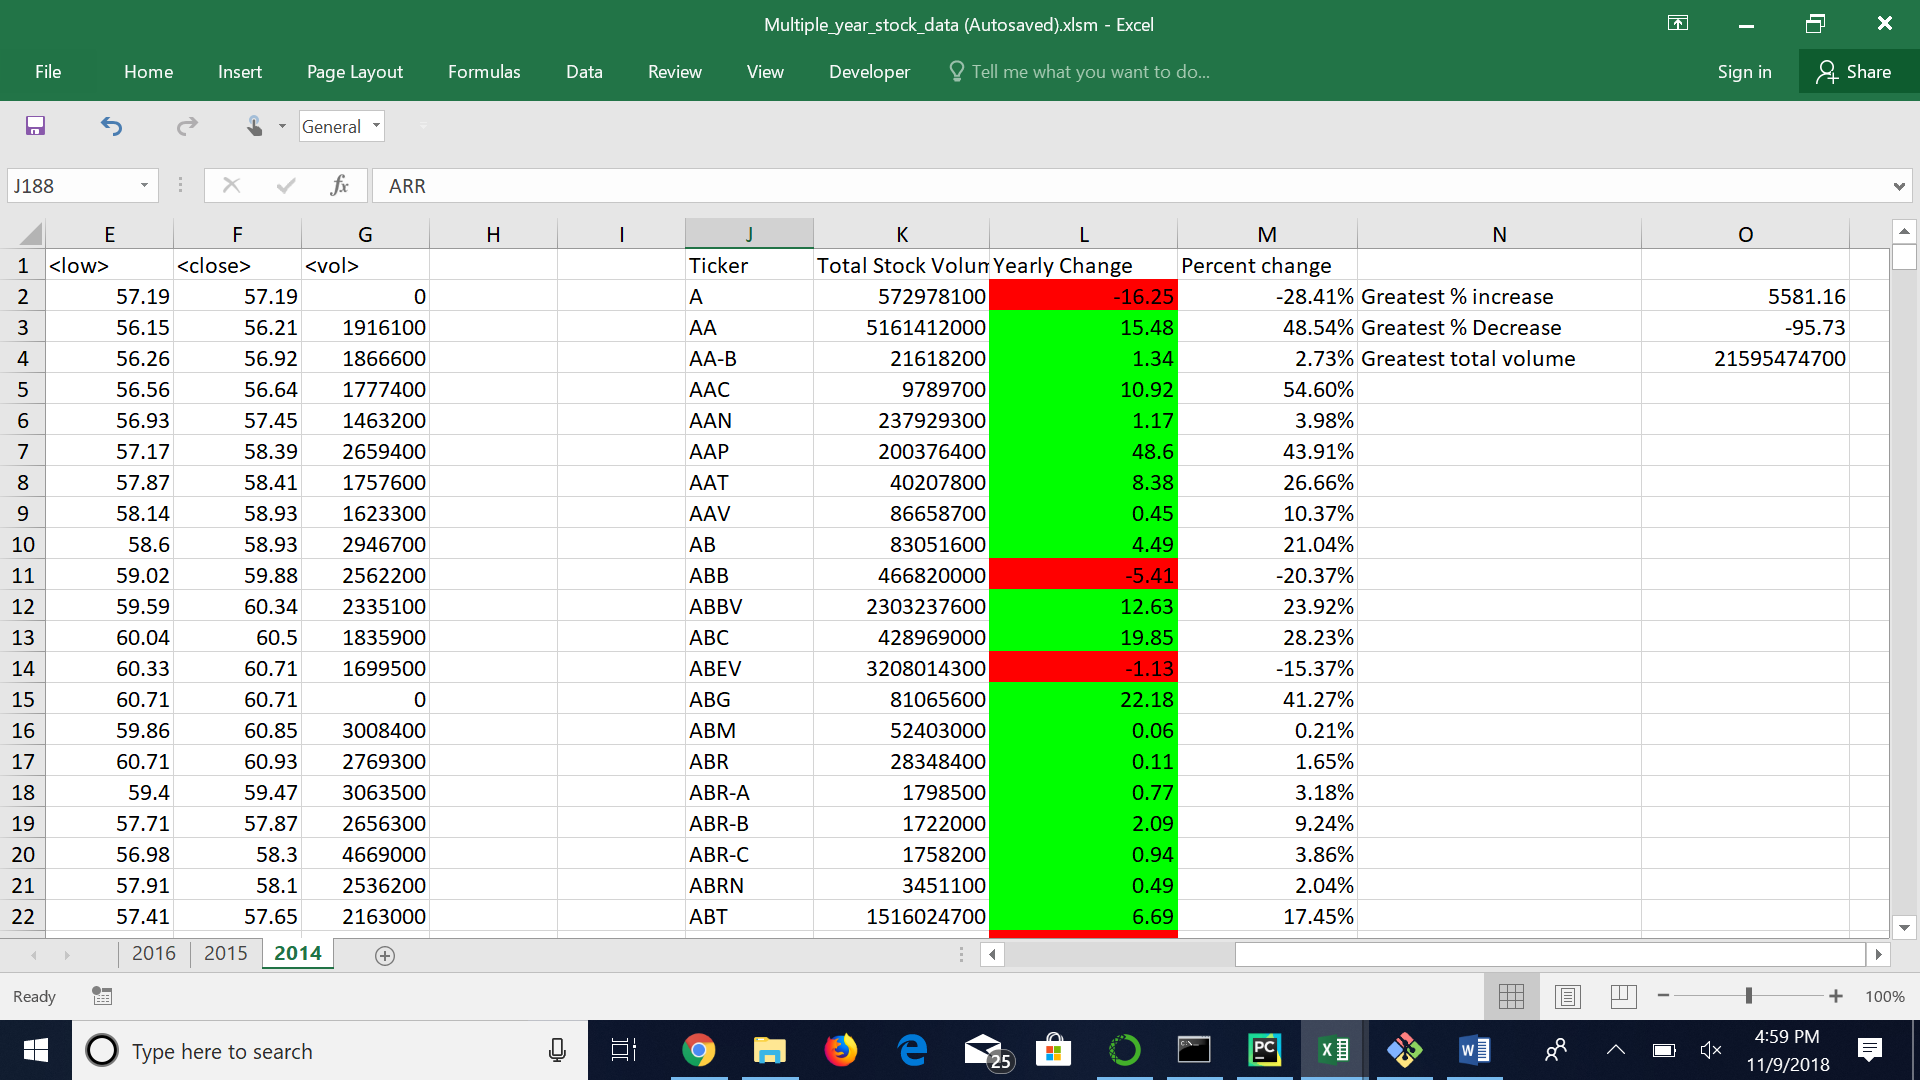 Multiple_year_stock_data (Autosaved).xlsm - Excel
File Home Insert Page Layout Formulas Data Review View Developer Tell me what you want to do... Sign in Share
General
J188 fx ARR
E F G H I J K L M N O
1 <low> <close> <vol> Ticker Total Stock Volum Yearly Change Percent change
2 57.19 57.19 0 A 572978100 -16.25 -28.41% Greatest % increase 5581.16
3 56.15 56.21 1916100 AA 5161412000 15.48 48.54% Greatest % Decrease -95.73
4 56.26 56.92 1866600 AA-B 21618200 1.34 2.73% Greatest total volume 21595474700
5 56.56 56.64 1777400 AAC 9789700 10.92 54.60%
6 56.93 57.45 1463200 AAN 237929300 1.17 3.98%
7 57.17 58.39 2659400 AAP 200376400 48.6 43.91%
8 57.87 58.41 1757600 AAT 40207800 8.38 26.66%
9 58.14 58.93 1623300 AAV 86658700 0.45 10.37%
10 58.6 58.93 2946700 AB 83051600 4.49 21.04%
11 59.02 59.88 2562200 ABB 466820000 -5.41 -20.37%
12 59.59 60.34 2335100 ABBV 2303237600 12.63 23.92%
13 60.04 60.5 1835900 ABC 428969000 19.85 28.23%
14 60.33 60.71 1699500 ABEV 3208014300 -1.13 -15.37%
15 60.71 60.71 0 ABG 81065600 22.18 41.27%
16 59.86 60.85 3008400 ABM 52403000 0.06 0.21%
17 60.71 60.93 2769300 ABR 28348400 0.11 1.65%
18 59.4 59.47 3063500 ABR-A 1798500 0.77 3.18%
19 57.71 57.87 2656300 ABR-B 1722000 2.09 9.24%
20 56.98 58.3 4669000 ABR-C 1758200 0.94 3.86%
21 57.91 58.1 2536200 ABRN 3451100 0.49 2.04%
22 57.41 57.65 2163000 ABT 1516024700 6.69 17.45%
2016 2015 2014
Ready 100%
Type here to search 25 PC 4:59 PM
11/9/2018